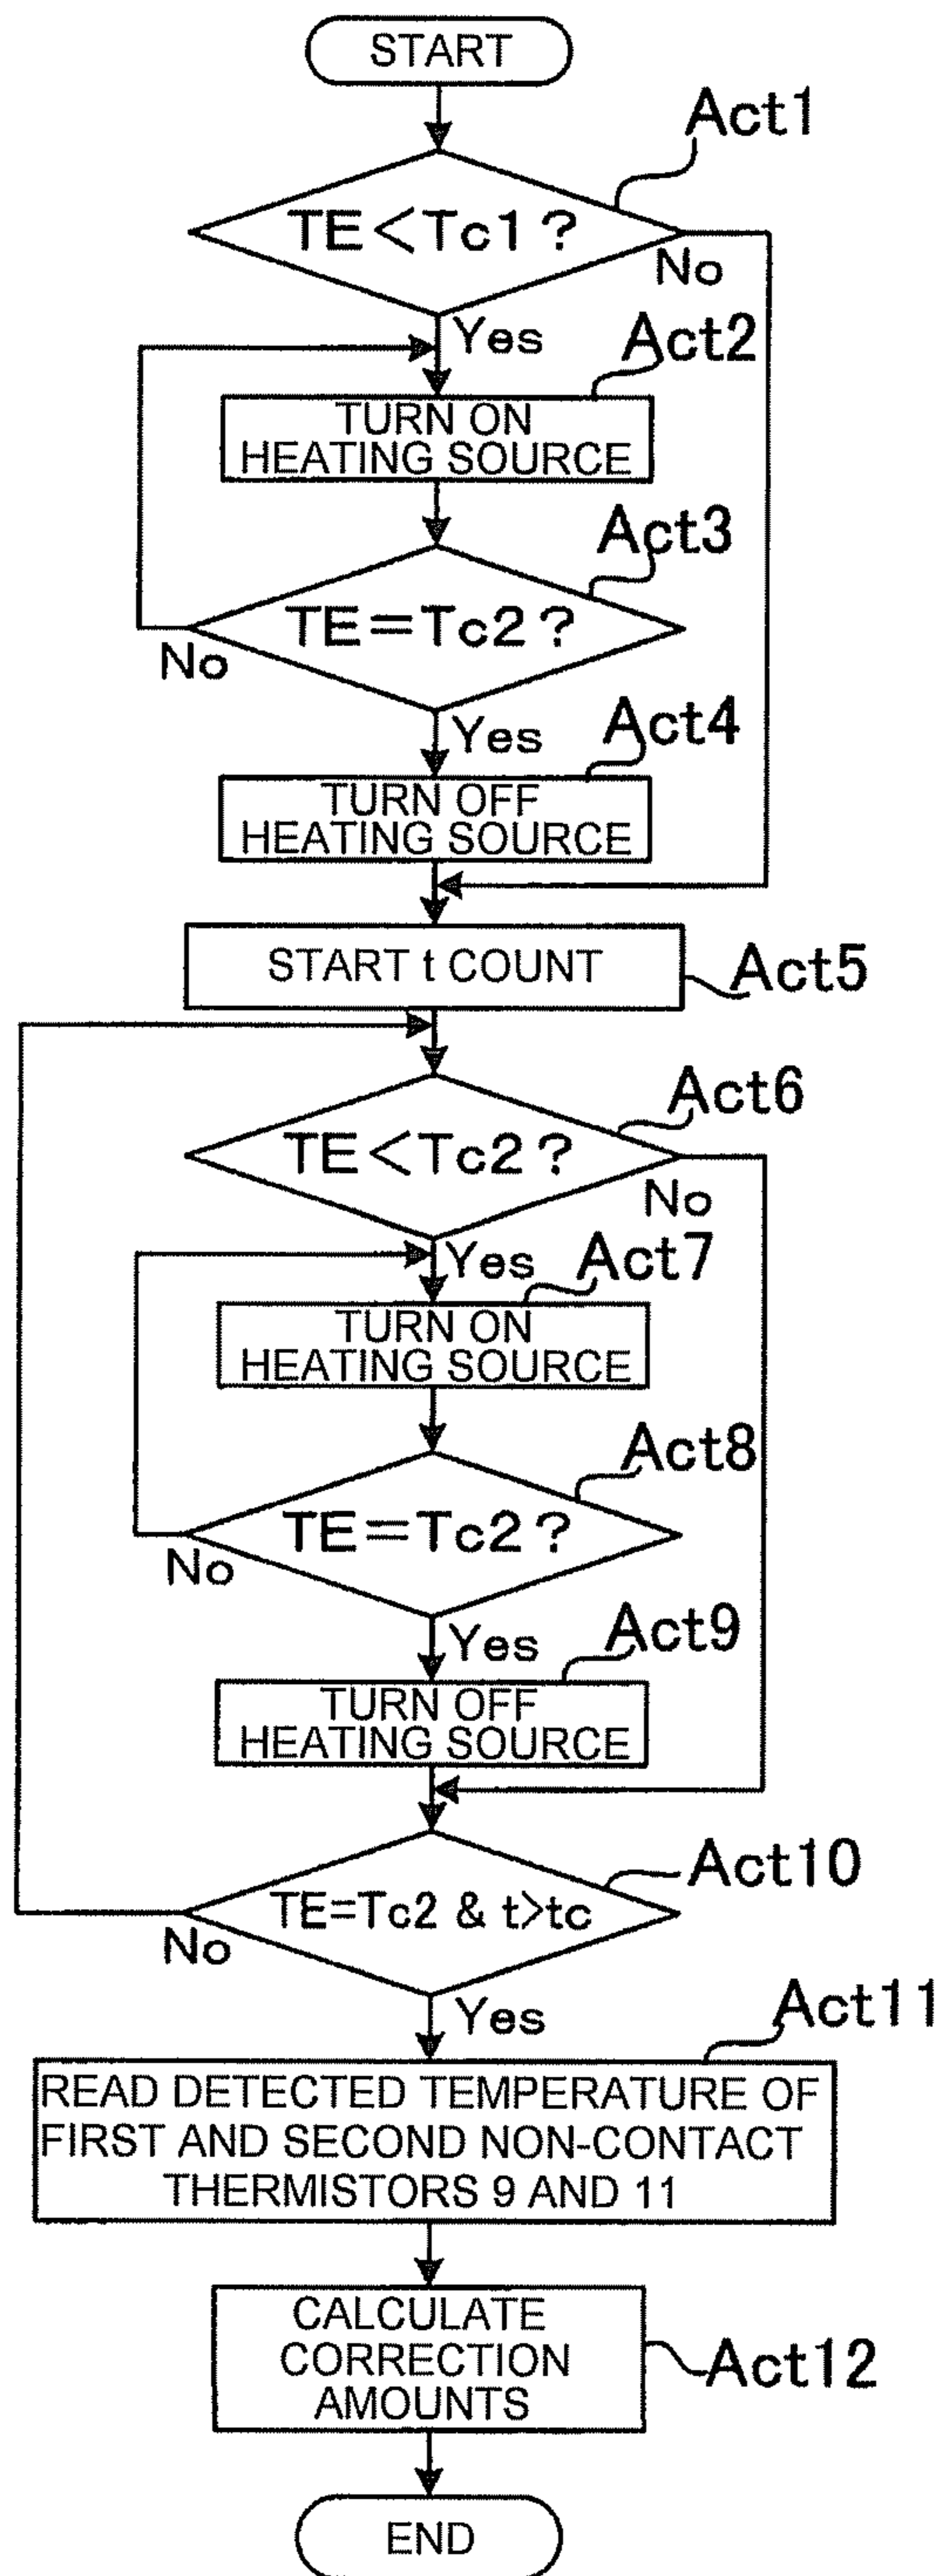 START
Act1
TE<Tc1?
No
Yes
Act2
TURN ON
HEATING SOURCE
Act3
TE=Tc2?
No
Act4
Yes
TURN OFF
HEATING SOURCE
START t COUNT
Act5
Act6
TE<Tc2?
No
Yes
Act7
TURN ON
HEATING SOURCE
Act8
TE=Tc2?
No
Act9
Yes
TURN OFF
HEATING SOURCE
Act10
TE=Tc2 & t>tc
No
Act11
Yes
READ DETECTED TEMPERATURE OF
FIRST AND SECOND NON-CONTACT
THERMISTORS 9 AND 11
CALCULATE
CORRECTION
AMOUNTS
Act12
END